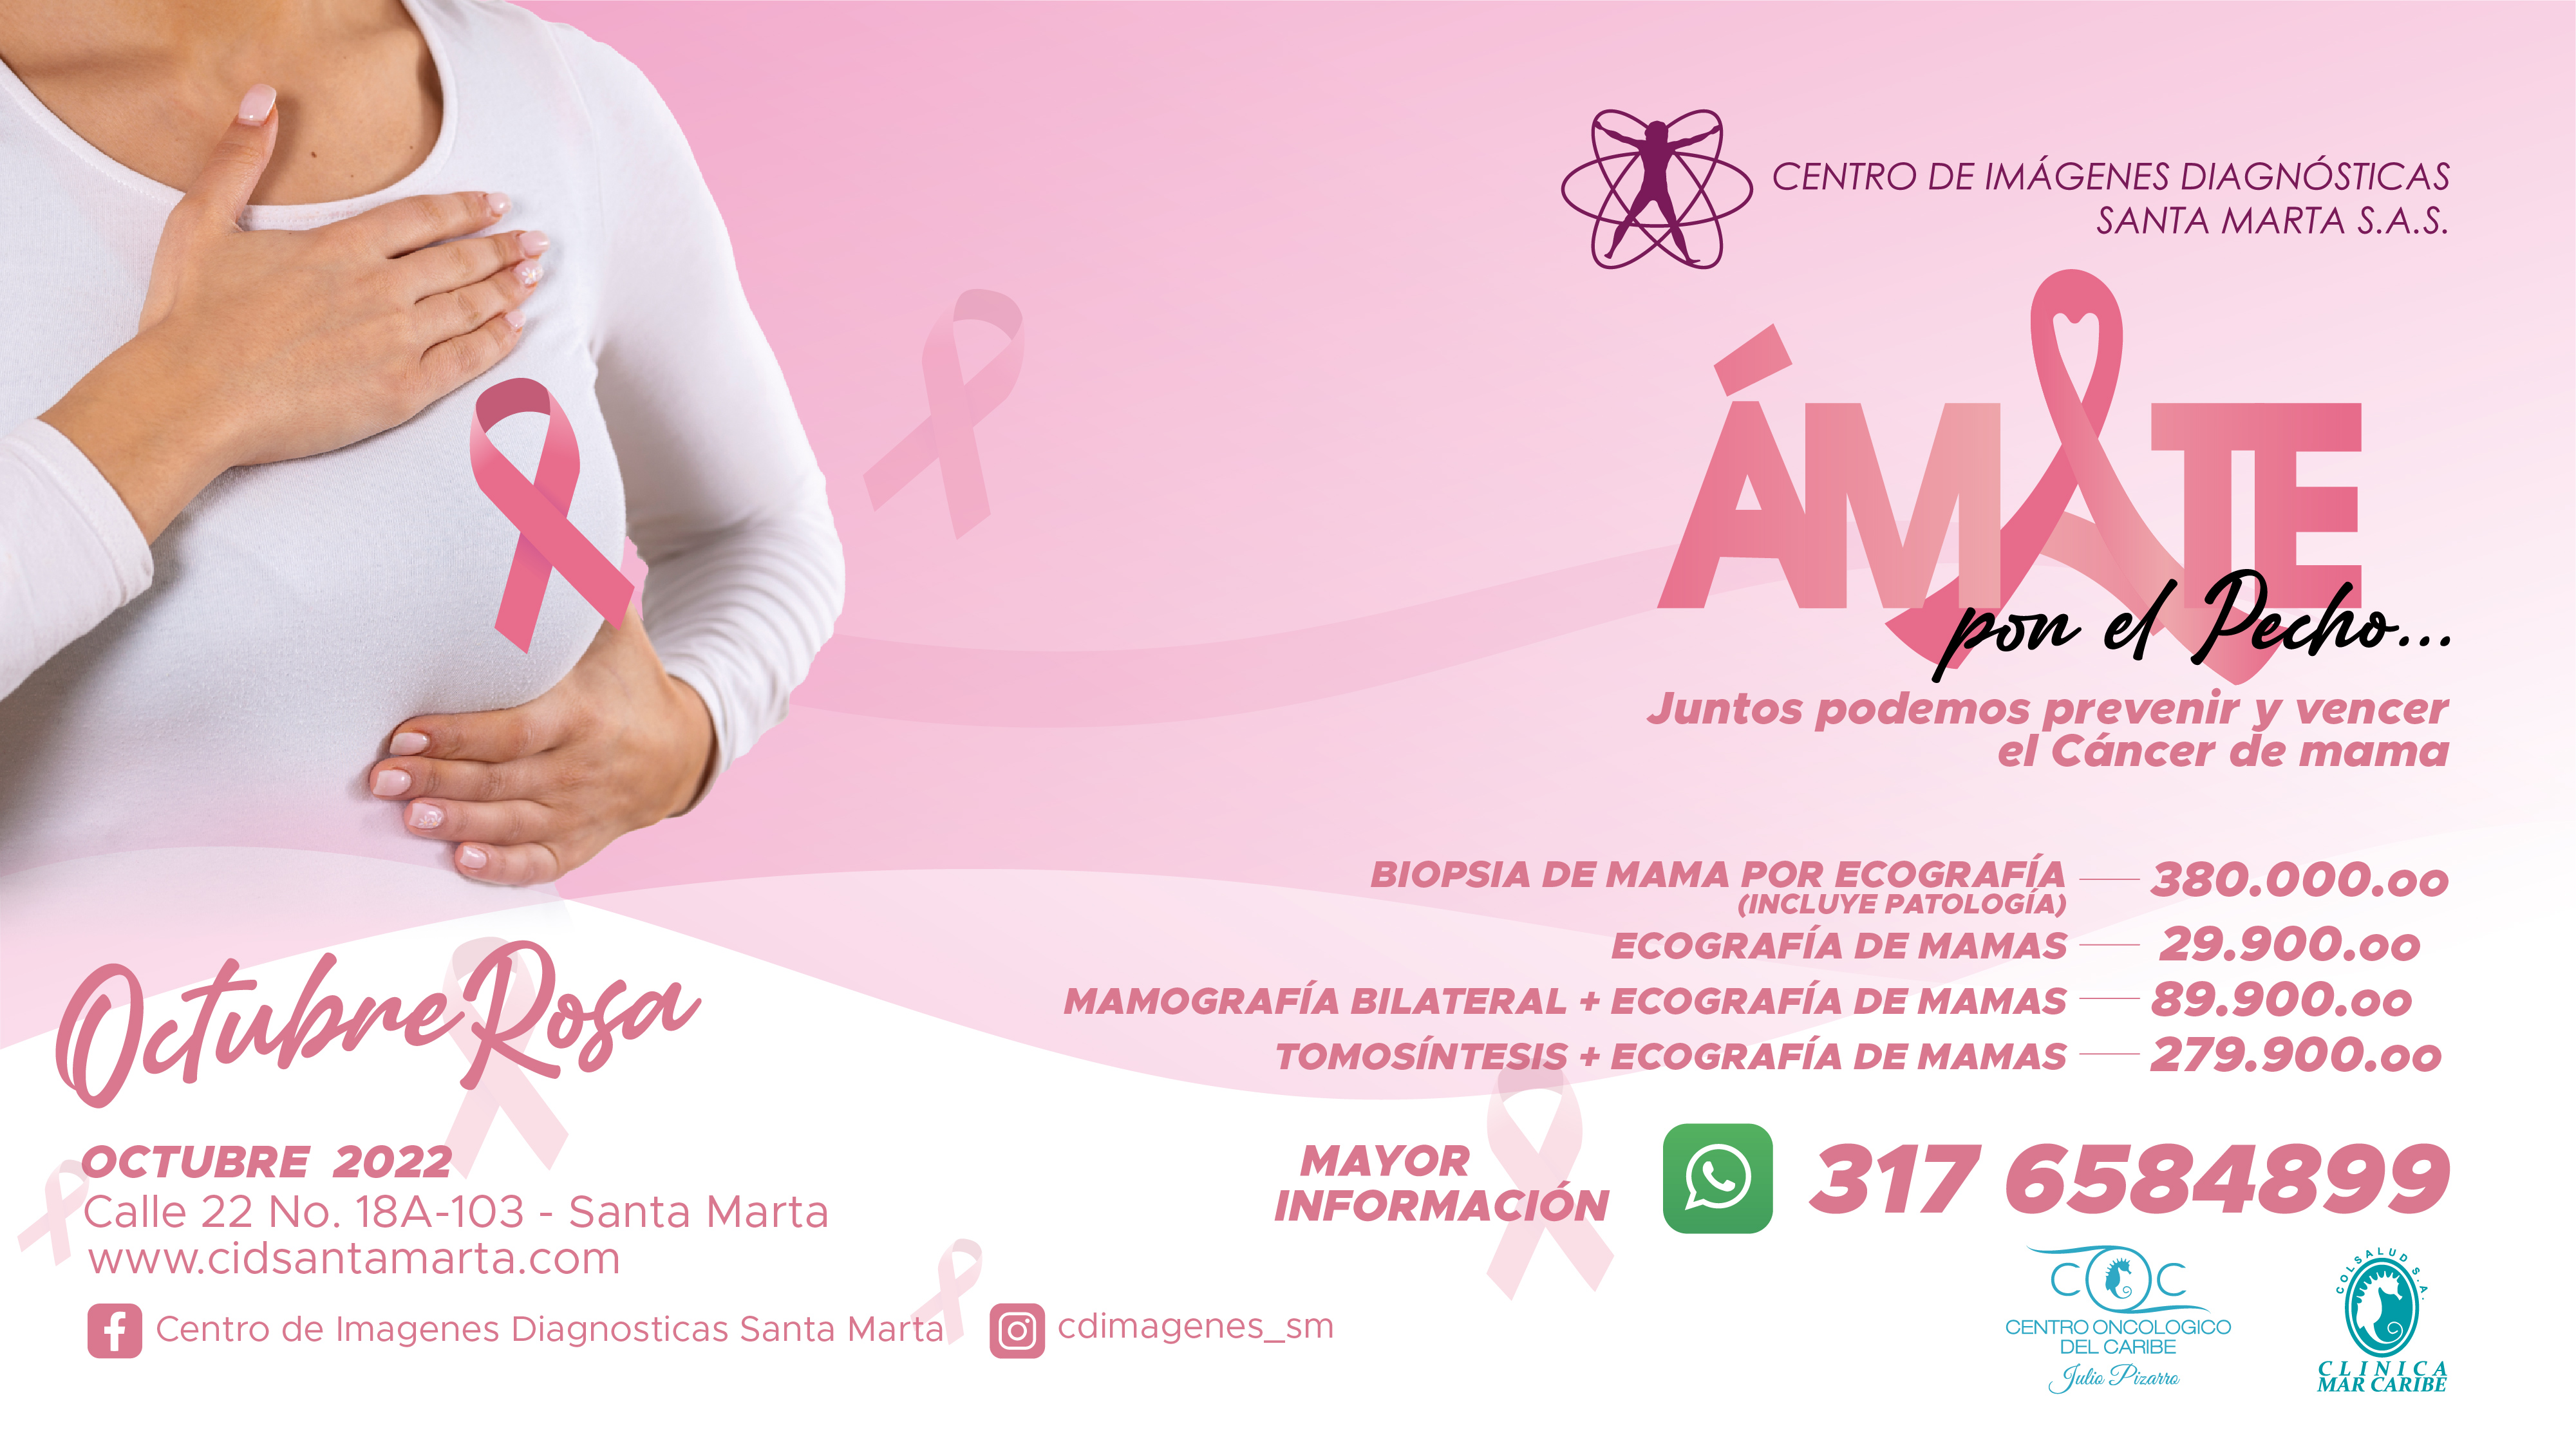 CENTRO DE IMÁGENES DIAGNÓSTICAS
SANTA MARTA S.A.S.
ÁMATE
por el Pecho...
Juntos podemos prevenir y vencer
el Cáncer de mama
BIOPSIA DE MAMA POR ECOGRAFÍA 380.000.oo
(INCLUYE PATOLOGÍA)
ECOGRAFÍA DE MAMAS 29.900.oo
MAMOGRAFÍA BILATERAL + ECOGRAFÍA DE MAMAS 89.900.oo
TOMOSÍNTESIS + ECOGRAFÍA DE MAMAS 279.900.oo
Octubre Rosa
OCTUBRE 2022
Calle 22 No. 18A-103 - Santa Marta
www.cidsantamarta.com
Centro de Imagenes Diagnosticas Santa Marta
cdimagenes_sm
MAYOR
INFORMACIÓN
317 6584899
COC
CENTRO ONCOLOGICO
DEL CARIBE
Julio Pizarro
COLSALUD S.A.
CLINICA
MAR CARIBE